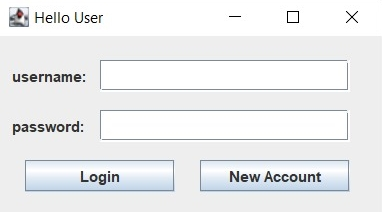 Hello User
username:
password:
Login New Account